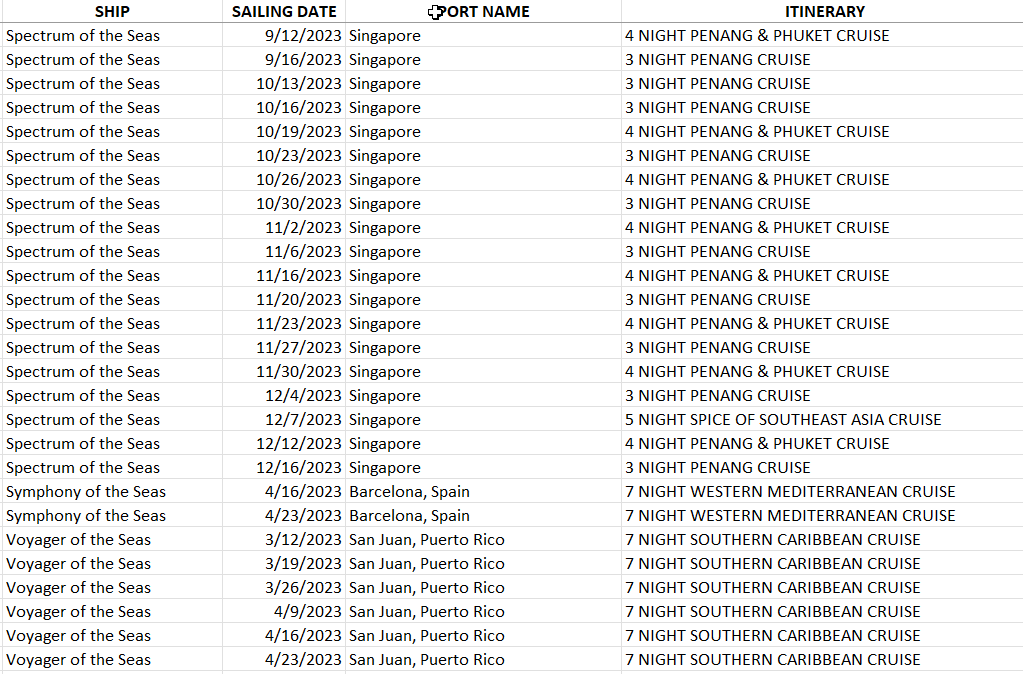 SHIP SAILING DATE PORT NAME ITINERARY
Spectrum of the Seas 9/12/2023 Singapore 4 NIGHT PENANG & PHUKET CRUISE
Spectrum of the Seas 9/16/2023 Singapore 3 NIGHT PENANG CRUISE
Spectrum of the Seas 10/13/2023 Singapore 3 NIGHT PENANG CRUISE
Spectrum of the Seas 10/16/2023 Singapore 3 NIGHT PENANG CRUISE
Spectrum of the Seas 10/19/2023 Singapore 4 NIGHT PENANG & PHUKET CRUISE
Spectrum of the Seas 10/23/2023 Singapore 3 NIGHT PENANG CRUISE
Spectrum of the Seas 10/26/2023 Singapore 4 NIGHT PENANG & PHUKET CRUISE
Spectrum of the Seas 10/30/2023 Singapore 3 NIGHT PENANG CRUISE
Spectrum of the Seas 11/2/2023 Singapore 4 NIGHT PENANG & PHUKET CRUISE
Spectrum of the Seas 11/6/2023 Singapore 3 NIGHT PENANG CRUISE
Spectrum of the Seas 11/16/2023 Singapore 4 NIGHT PENANG & PHUKET CRUISE
Spectrum of the Seas 11/20/2023 Singapore 3 NIGHT PENANG CRUISE
Spectrum of the Seas 11/23/2023 Singapore 4 NIGHT PENANG & PHUKET CRUISE
Spectrum of the Seas 11/27/2023 Singapore 3 NIGHT PENANG CRUISE
Spectrum of the Seas 11/30/2023 Singapore 4 NIGHT PENANG & PHUKET CRUISE
Spectrum of the Seas 12/4/2023 Singapore 3 NIGHT PENANG CRUISE
Spectrum of the Seas 12/7/2023 Singapore 5 NIGHT SPICE OF SOUTHEAST ASIA CRUISE
Spectrum of the Seas 12/12/2023 Singapore 4 NIGHT PENANG & PHUKET CRUISE
Spectrum of the Seas 12/16/2023 Singapore 3 NIGHT PENANG CRUISE
Symphony of the Seas 4/16/2023 Barcelona, Spain 7 NIGHT WESTERN MEDITERRANEAN CRUISE
Symphony of the Seas 4/23/2023 Barcelona, Spain 7 NIGHT WESTERN MEDITERRANEAN CRUISE
Voyager of the Seas 3/12/2023 San Juan, Puerto Rico 7 NIGHT SOUTHERN CARIBBEAN CRUISE
Voyager of the Seas 3/19/2023 San Juan, Puerto Rico 7 NIGHT SOUTHERN CARIBBEAN CRUISE
Voyager of the Seas 3/26/2023 San Juan, Puerto Rico 7 NIGHT SOUTHERN CARIBBEAN CRUISE
Voyager of the Seas 4/9/2023 San Juan, Puerto Rico 7 NIGHT SOUTHERN CARIBBEAN CRUISE
Voyager of the Seas 4/16/2023 San Juan, Puerto Rico 7 NIGHT SOUTHERN CARIBBEAN CRUISE
Voyager of the Seas 4/23/2023 San Juan, Puerto Rico 7 NIGHT SOUTHERN CARIBBEAN CRUISE